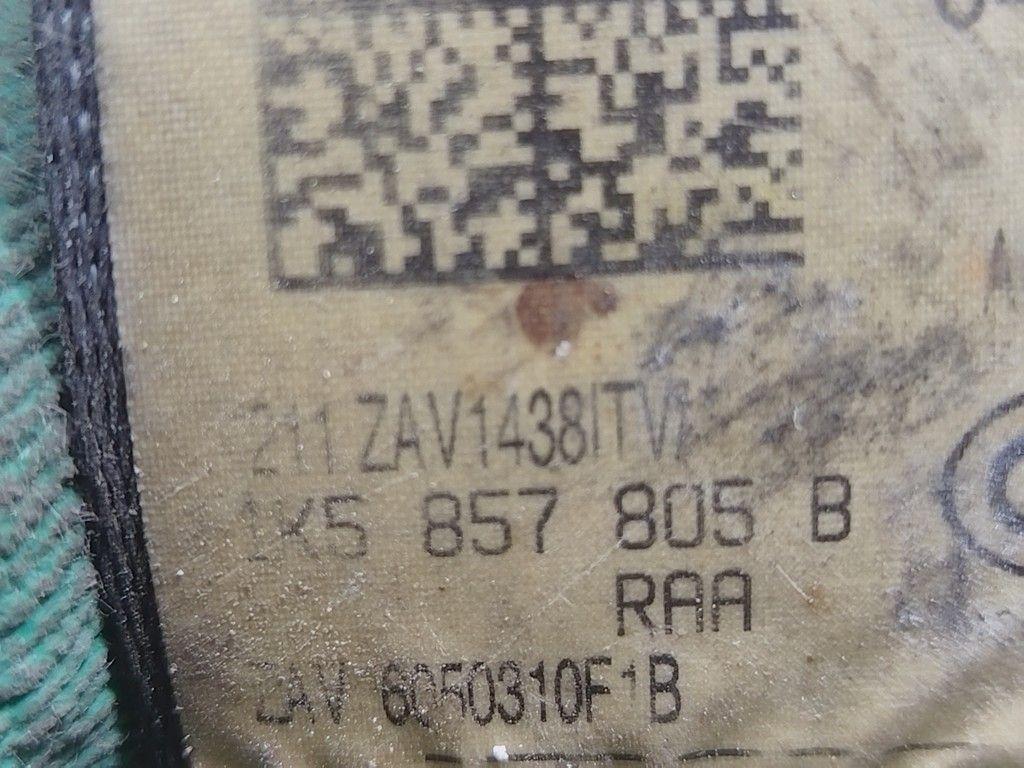 211 ZAV1438ITV
1K5 857 805 B
RAA
ZAV 6050310F1B